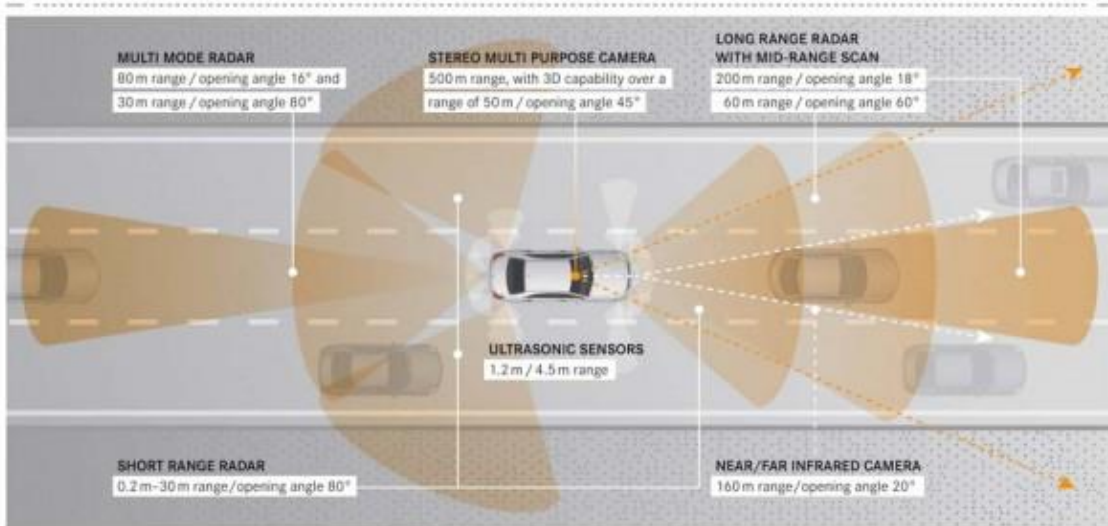 MULTI MODE RADAR
80 m range / opening angle 16° and
30 m range / opening angle 80°
STEREO MULTI PURPOSE CAMERA
500 m range, with 3D capability over a
range of 50 m / opening angle 45°
LONG RANGE RADAR
WITH MID-RANGE SCAN
200 m range / opening angle 18°
60 m range / opening angle 60°
ULTRASONIC SENSORS
1.2 m / 4.5 m range
SHORT RANGE RADAR
0.2 m–30 m range/opening angle 80°
NEAR/FAR INFRARED CAMERA
160 m range/opening angle 20°